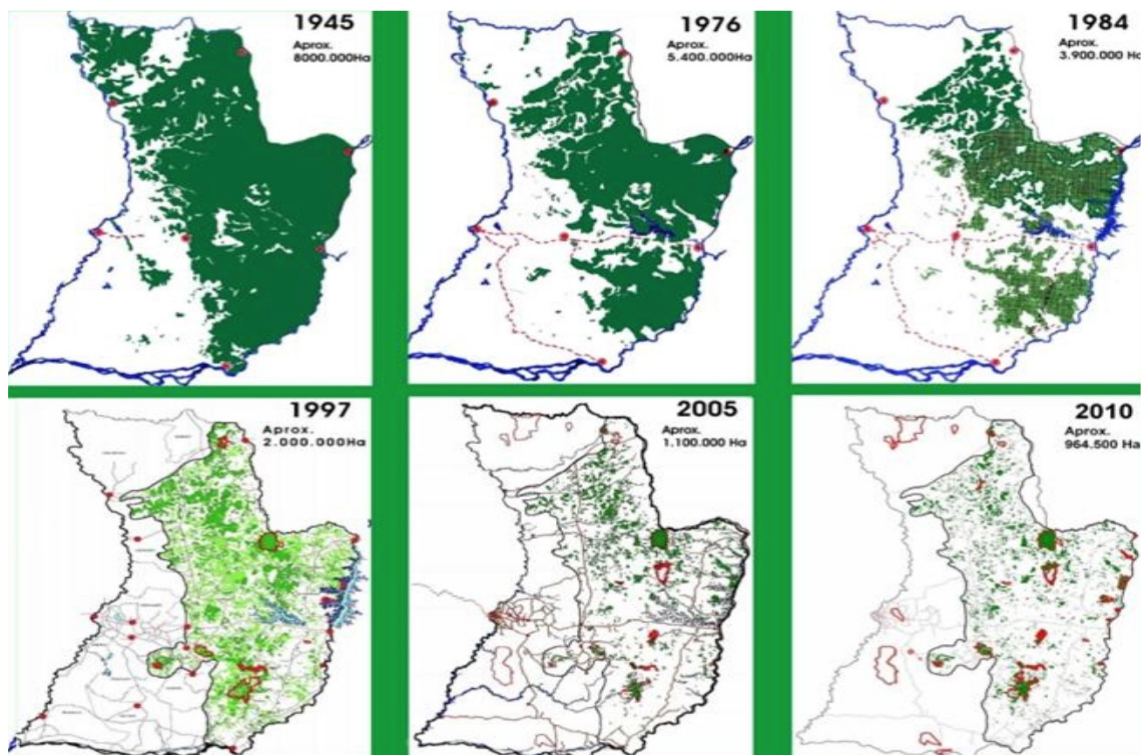 1945
Aprox.
8000.000Ha
1976
Aprox.
5.400.000Ha
1984
Aprox.
3.900.000 Ha
1997
Aprox.
2.000.000Ha
2005
Aprox.
1.100.000 Ha
2010
Aprox.
964.500 Ha